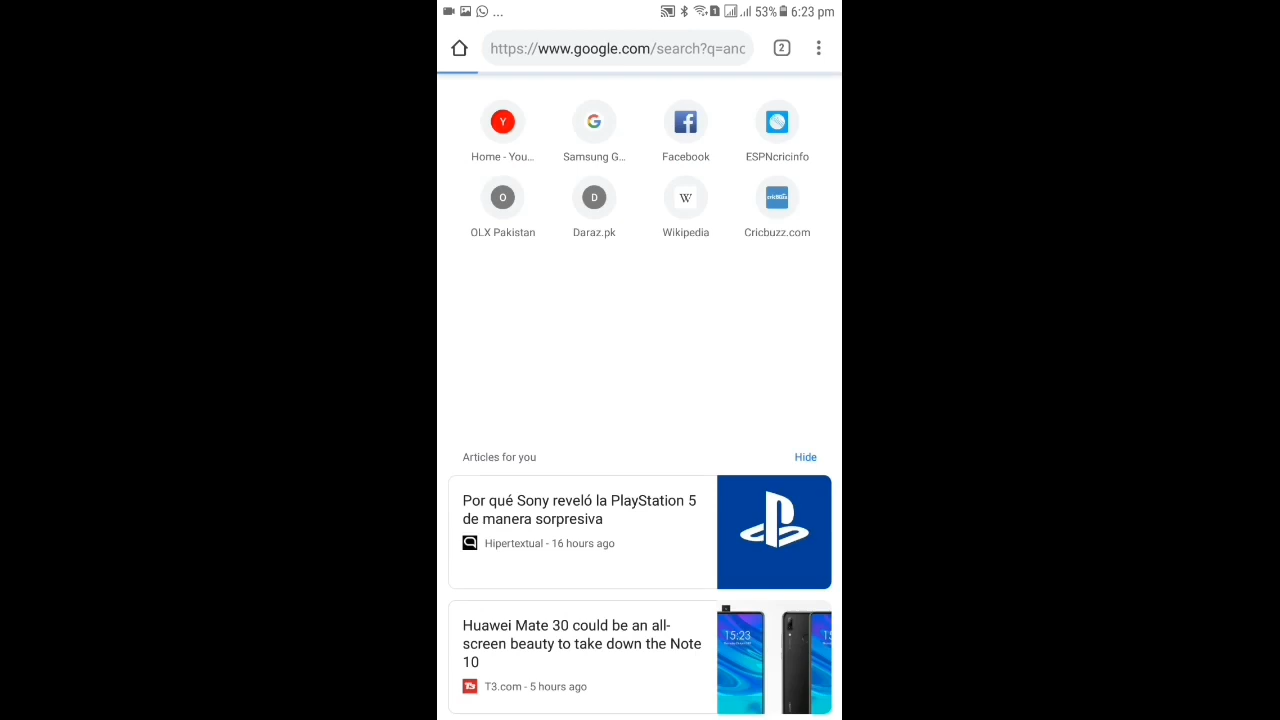 ... 1 53% 6:23 pm
https://www.google.com/search?q=anc 2
Y
Home - You... Samsung G... Facebook ESPNcricinfo
O D W cricbuzz
OLX Pakistan Daraz.pk Wikipedia Cricbuzz.com
Articles for you Hide
Por qué Sony reveló la PlayStation 5
de manera sorpresiva
Hipertextual - 16 hours ago
Huawei Mate 30 could be an all-
screen beauty to take down the Note
10
T3 T3.com - 5 hours ago
15:23